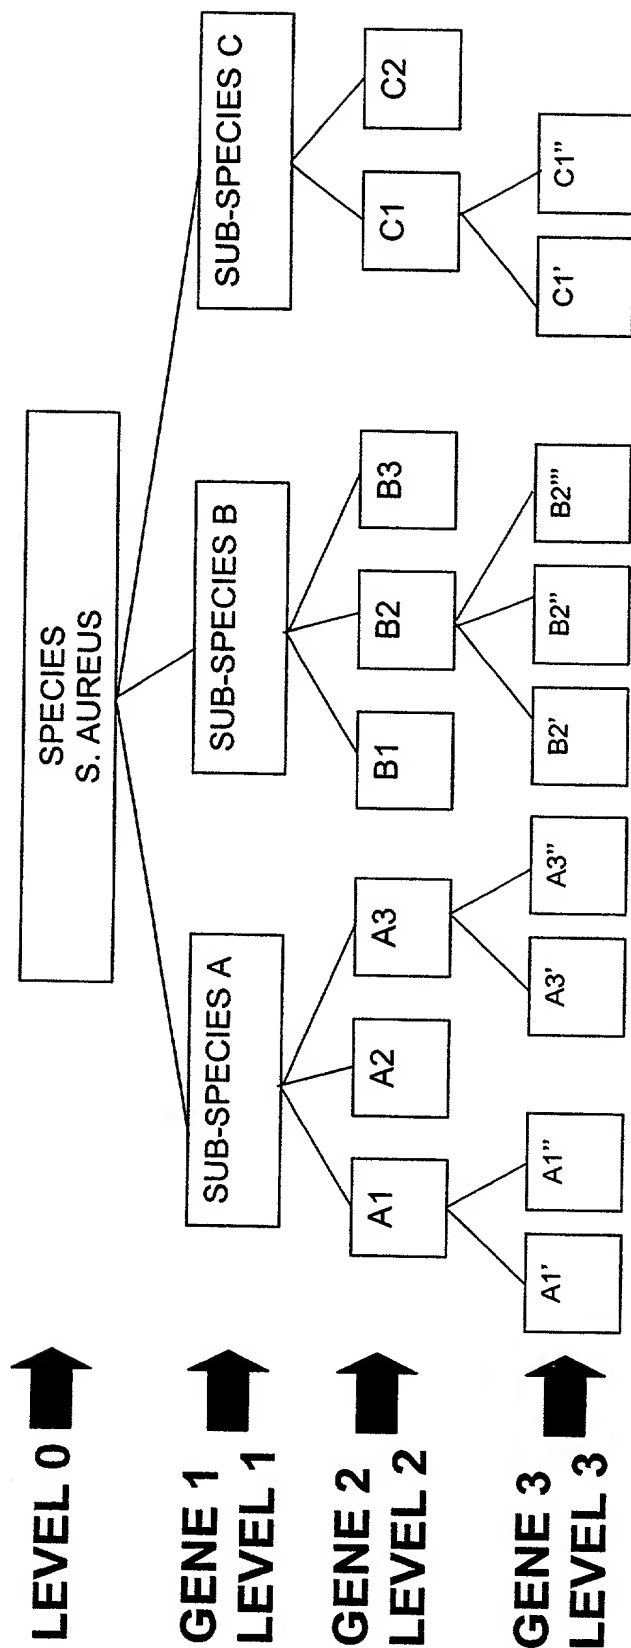 LEVEL 0
SPECIES
S. AUREUS
GENE 1
LEVEL 1
SUB-SPECIES A
SUB-SPECIES B
SUB-SPECIES C
GENE 2
LEVEL 2
A1
A2
A3
B1
B2
B3
C1
C2
GENE 3
LEVEL 3
A1'
A1"
A3'
A3"
B2'
B2"
B2"'
C1'
C1"